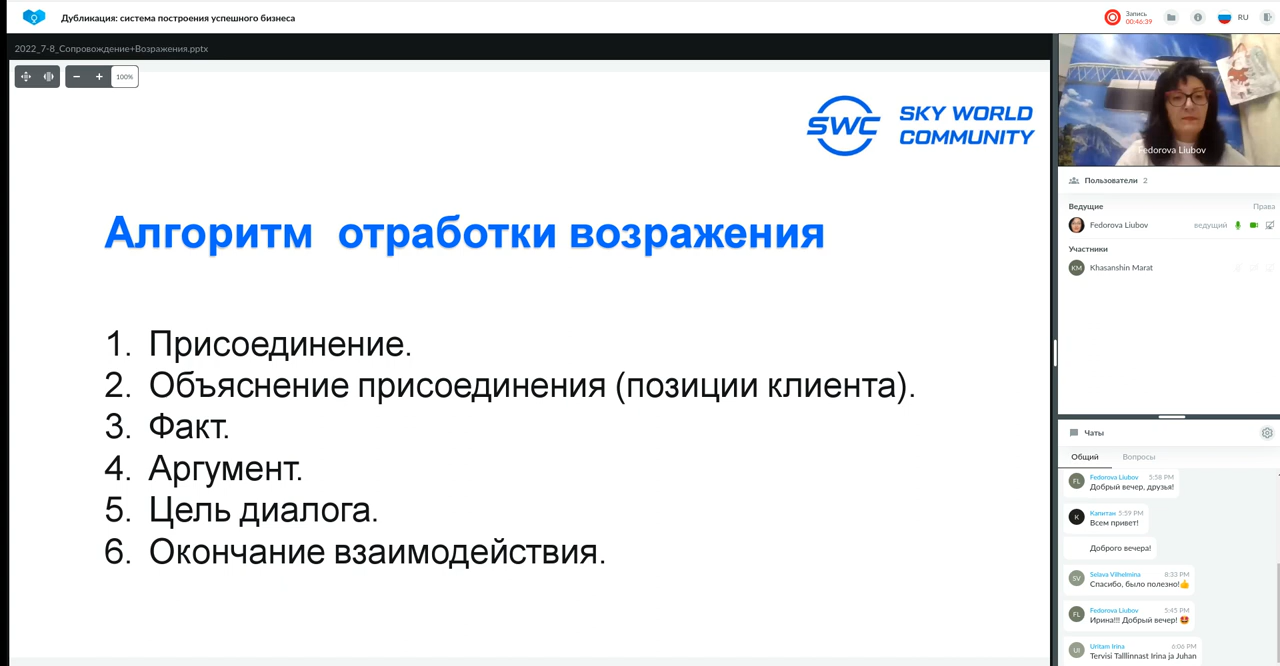 Дубликация: система построения успешного бизнеса
Запись
00:46:39
RU
2022_7-8_Сопровождение+Возражения.pptx
100%
SWC
SKY WORLD
COMMUNITY
Алгоритм отработки возражения
1. Присоединение.
2. Объяснение присоединения (позиции клиента).
3. Факт.
4. Аргумент.
5. Цель диалога.
6. Окончание взаимодействия.
Fedorova Liubov
Пользователи 2
Ведущие Права
Fedorova Liubov ведущий
Участники
KM Khasanshin Marat
Чаты
Общий Вопросы
FL Fedorova Liubov 5:58 PM
Добрый вечер, друзья!
K Капитан 5:59 PM
Всем привет!
Доброго вечера!
SV Selava Vilhelmina 8:33 PM
Спасибо, было полезно!👍
FL Fedorova Liubov 5:45 PM
Ирина!!! Добрый вечер! 🤩
UI Uritam Irina 6:06 PM
Tervisi Talllinnast Irina ja Juhan